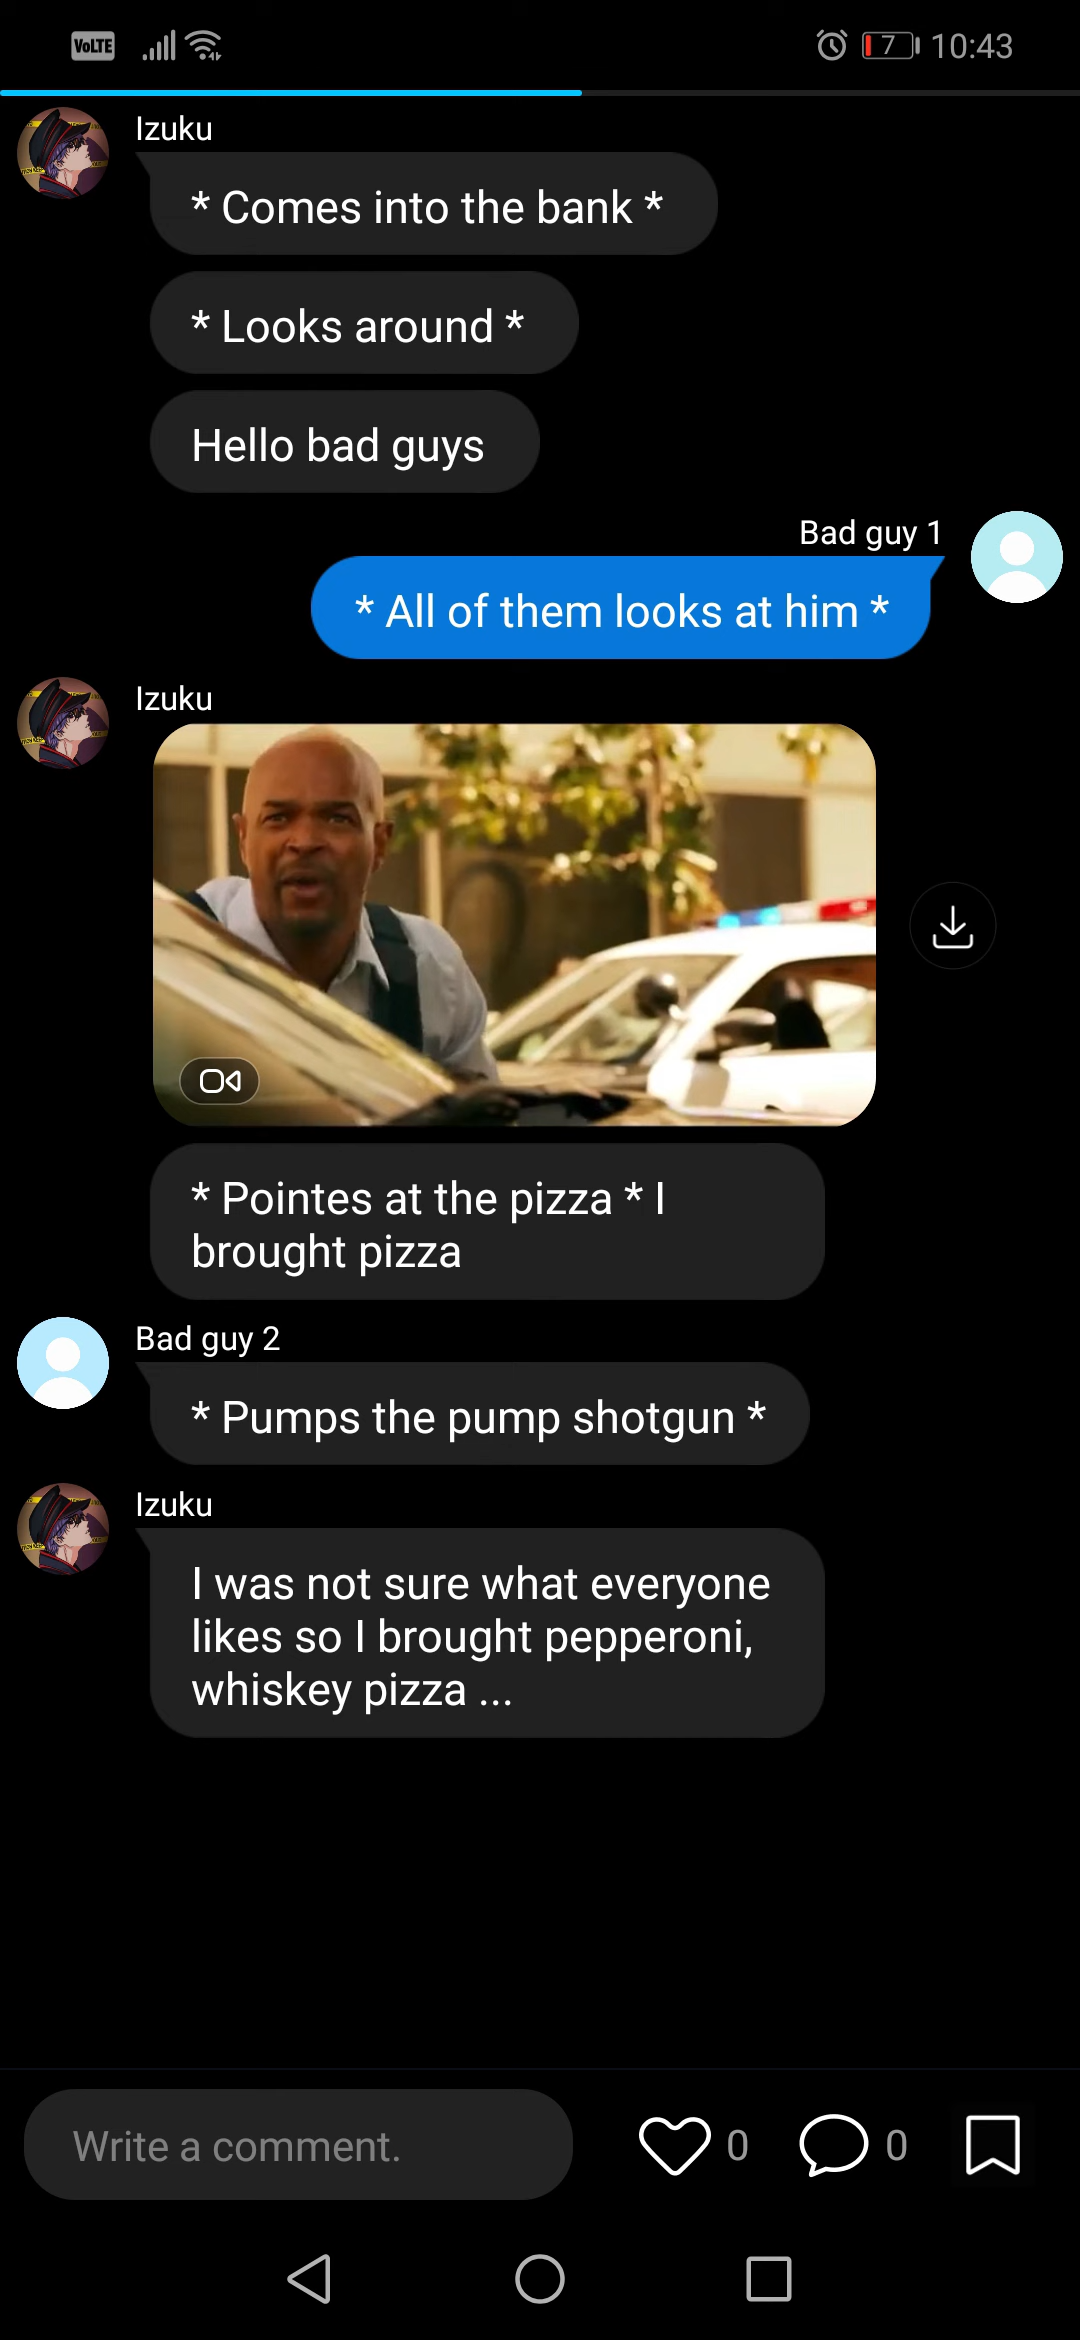 VoLTE 7 10:43
Izuku
* Comes into the bank *
* Looks around *
Hello bad guys
Bad guy 1
* All of them looks at him *
Izuku
* Pointes at the pizza * I
brought pizza
Bad guy 2
* Pumps the pump shotgun *
Izuku
I was not sure what everyone
likes so I brought pepperoni,
whiskey pizza ...
Write a comment. 0 0